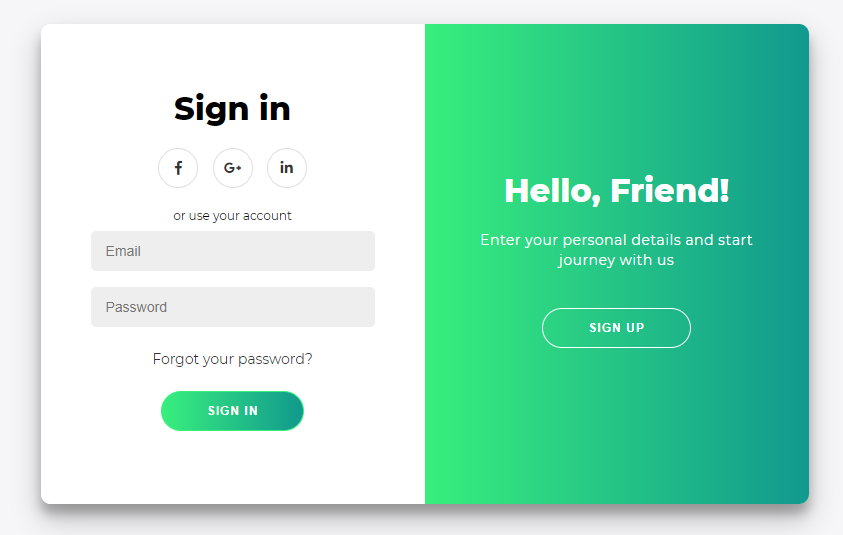 Sign in
f G+ in
or use your account
Email
Password
Forgot your password?
SIGN IN
Hello, Friend!
Enter your personal details and start
journey with us
SIGN UP